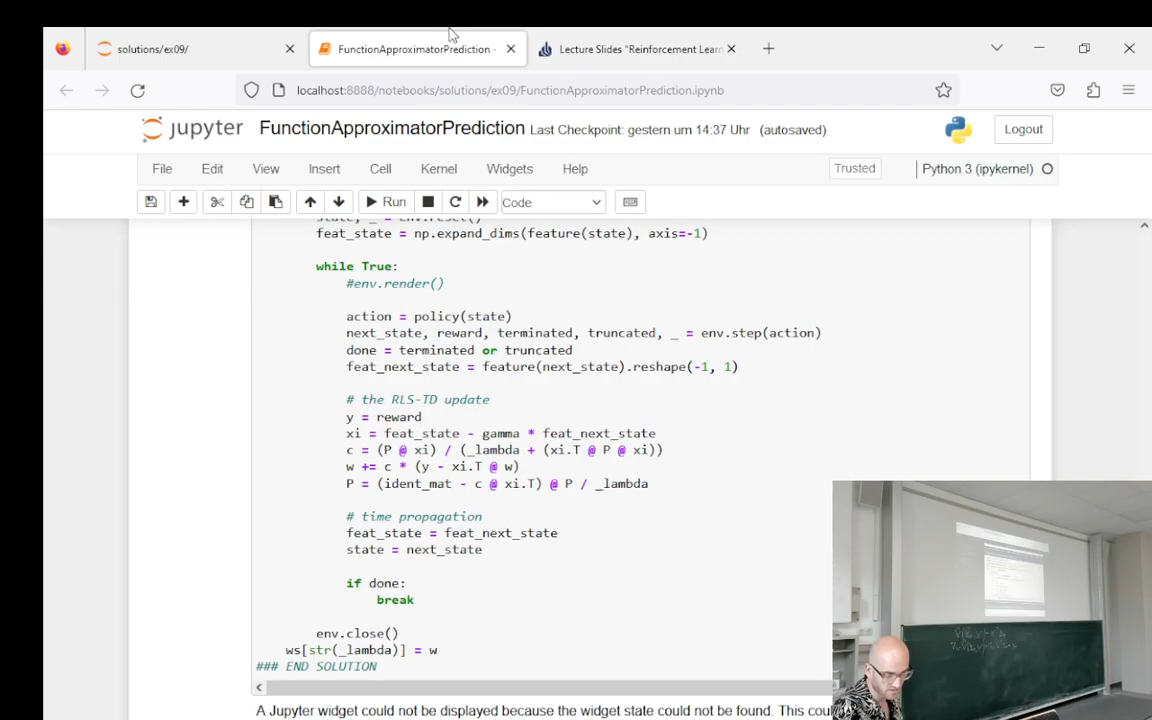 solutions/ex09/
FunctionApproximatorPrediction -
Lecture Slides "Reinforcement Learn
localhost:8888/notebooks/solutions/ex09/FunctionApproximatorPrediction.ipynb
jupyter
FunctionApproximatorPrediction Last Checkpoint: gestern um 14:37 Uhr (autosaved)
Logout
File Edit View Insert Cell Kernel Widgets Help
Trusted
Python 3 (ipykernel)
Run
Code
state, _ = env.reset()
feat_state = np.expand_dims(feature(state), axis=-1)
while True:
#env.render()
action = policy(state)
next_state, reward, terminated, truncated, _ = env.step(action)
done = terminated or truncated
feat_next_state = feature(next_state).reshape(-1, 1)
# the RLS-TD update
y = reward
xi = feat_state - gamma * feat_next_state
c = (P @ xi) / (_lambda + (xi.T @ P @ xi))
w += c * (y - xi.T @ w)
P = (ident_mat - c @ xi.T) @ P / _lambda
# time propagation
feat_state = feat_next_state
state = next_state
if done:
break
env.close()
ws[str(_lambda)] = w
### END SOLUTION
A Jupyter widget could not be displayed because the widget state could not be found. This cou